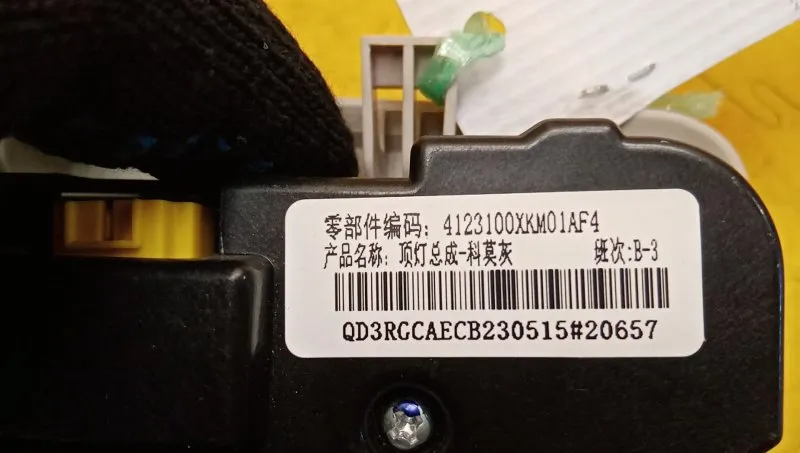 零部件编码: 4123100XKM01AF4
产品名称: 顶灯总成-科莫灰 班次:B-3
QD3RGCAECB230515#20657